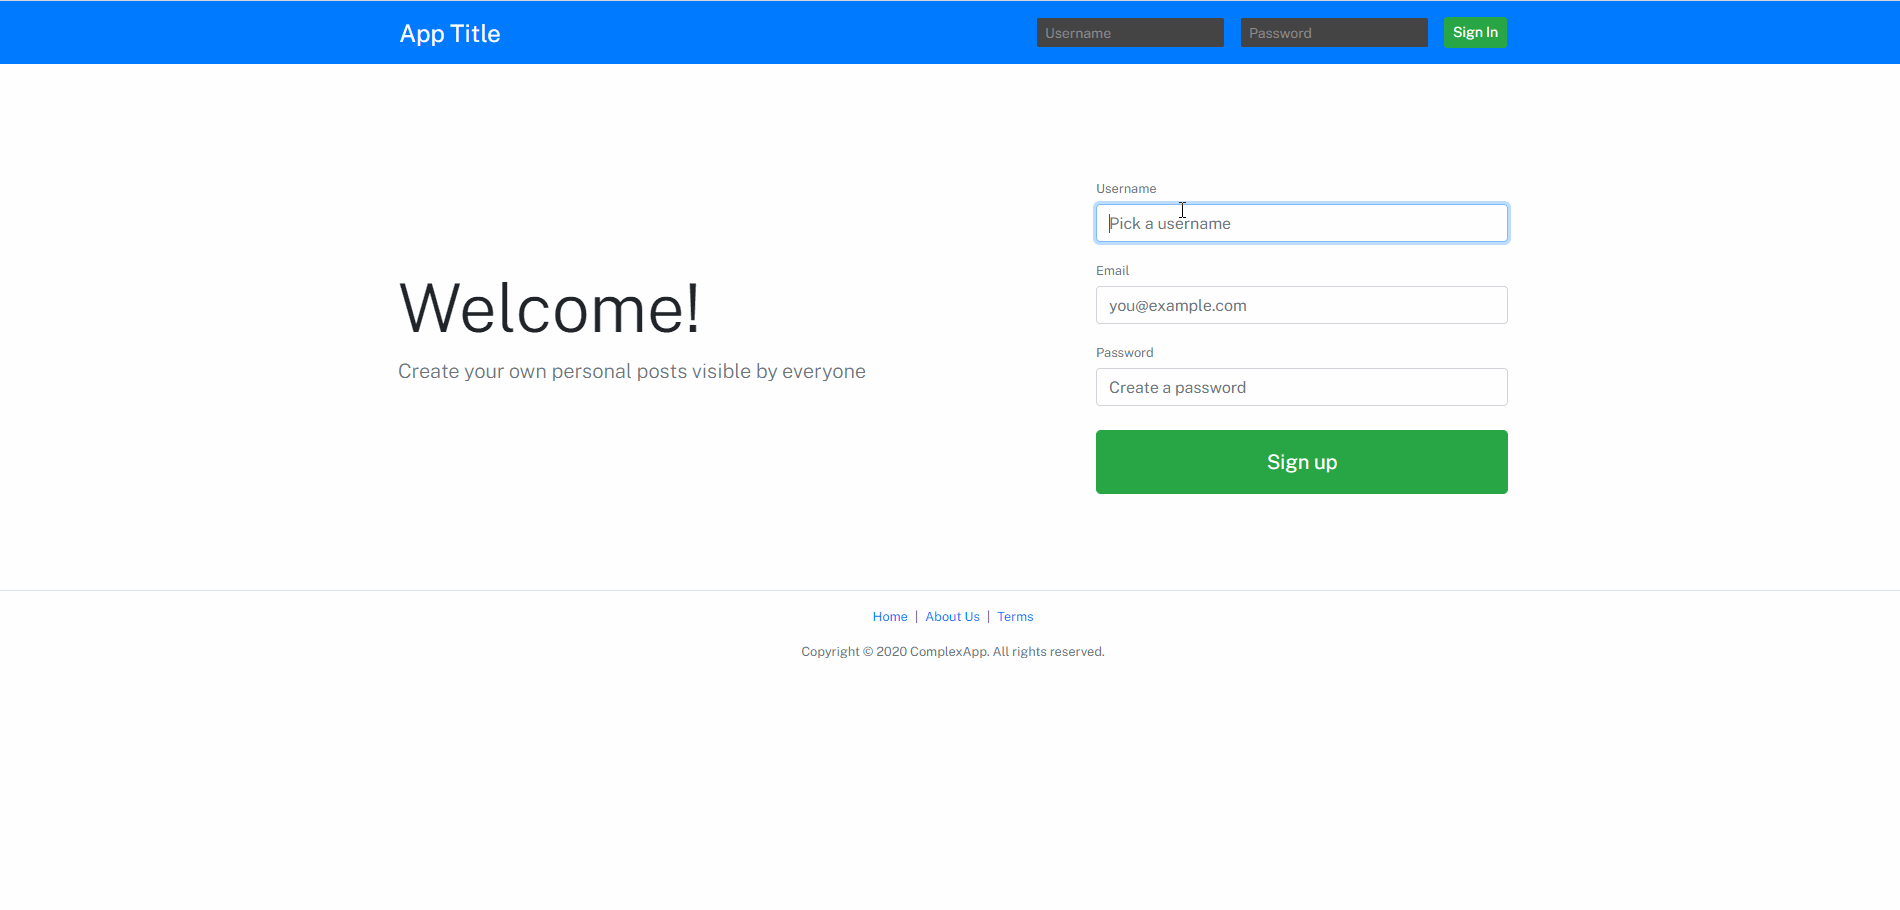 App Title
Username
Password
Sign In
Welcome!
Create your own personal posts visible by everyone
Username
Pick a username
Email
you@example.com
Password
Create a password
Sign up
Home | About Us | Terms
Copyright © 2020 ComplexApp. All rights reserved.